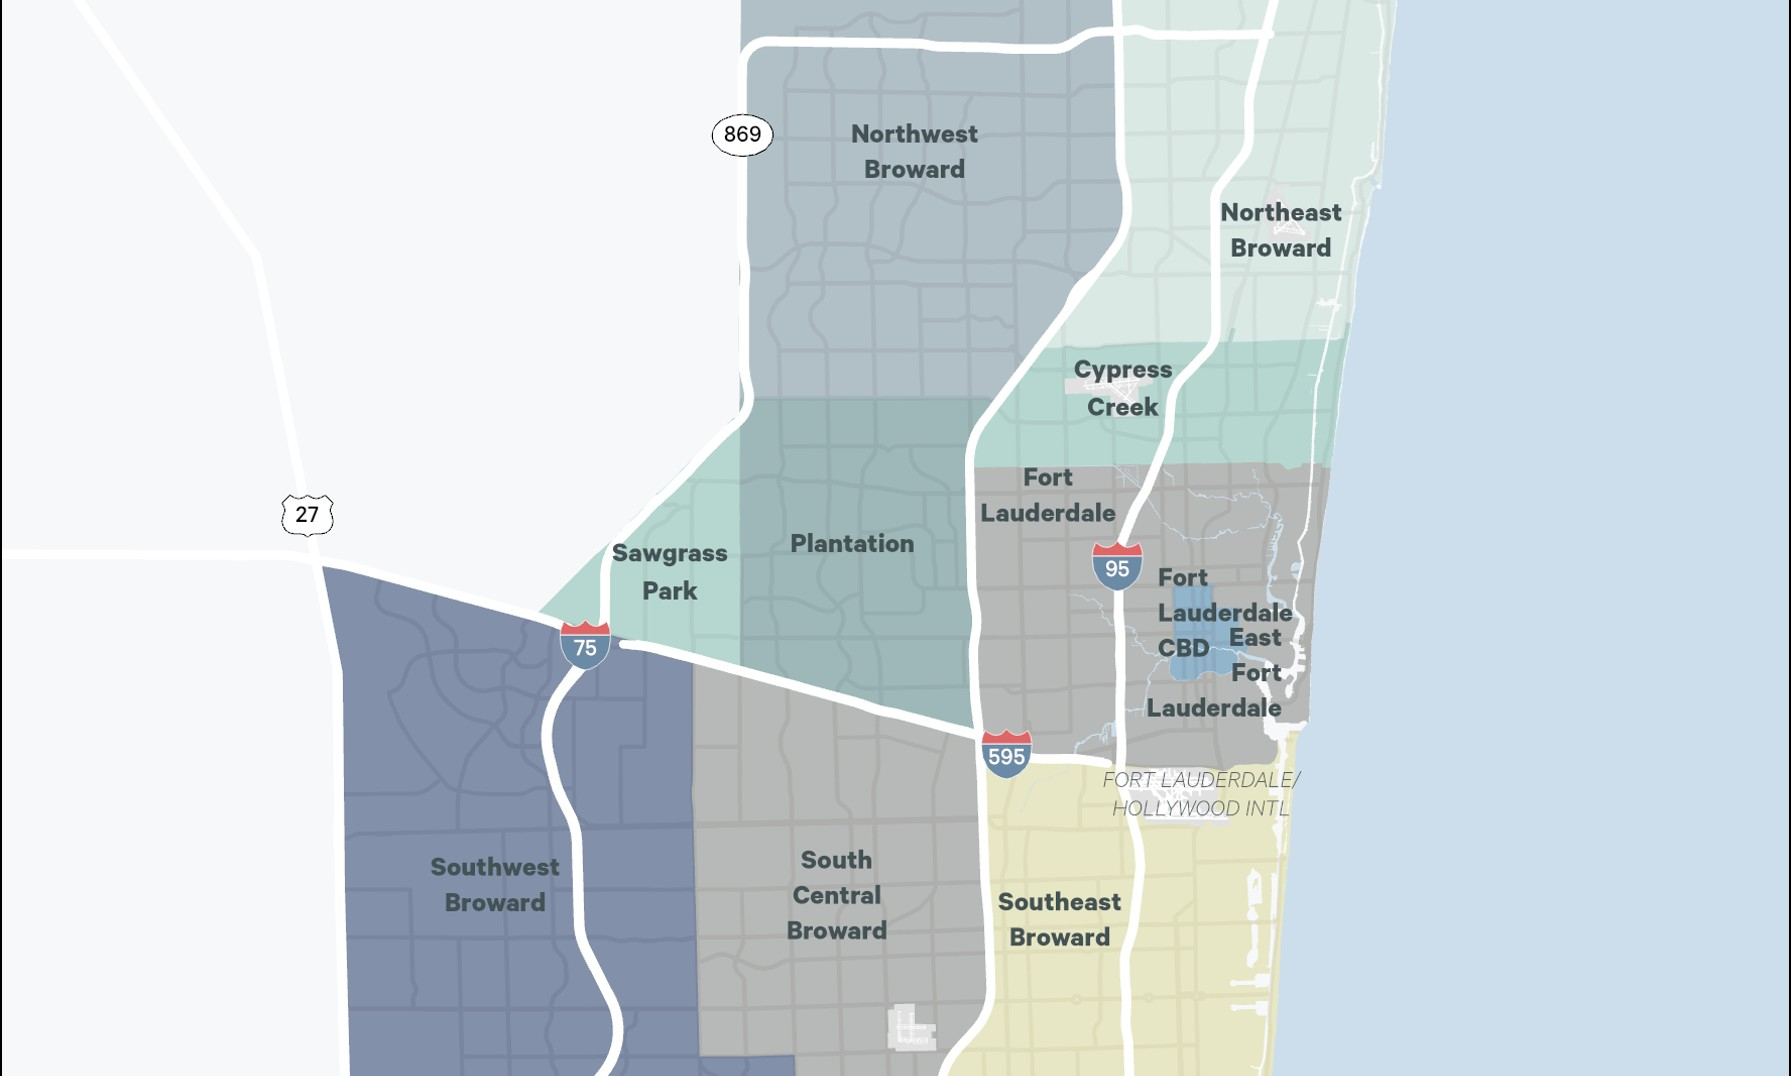 869
Northwest
Broward
Northeast
Broward
Cypress
Creek
27
Fort
Lauderdale
Sawgrass
Park
Plantation
95
Fort
Lauderdale
CBD
East
Fort
Lauderdale
75
595
FORT LAUDERDALE/
HOLLYWOOD INTL
Southwest
Broward
South
Central
Broward
Southeast
Broward